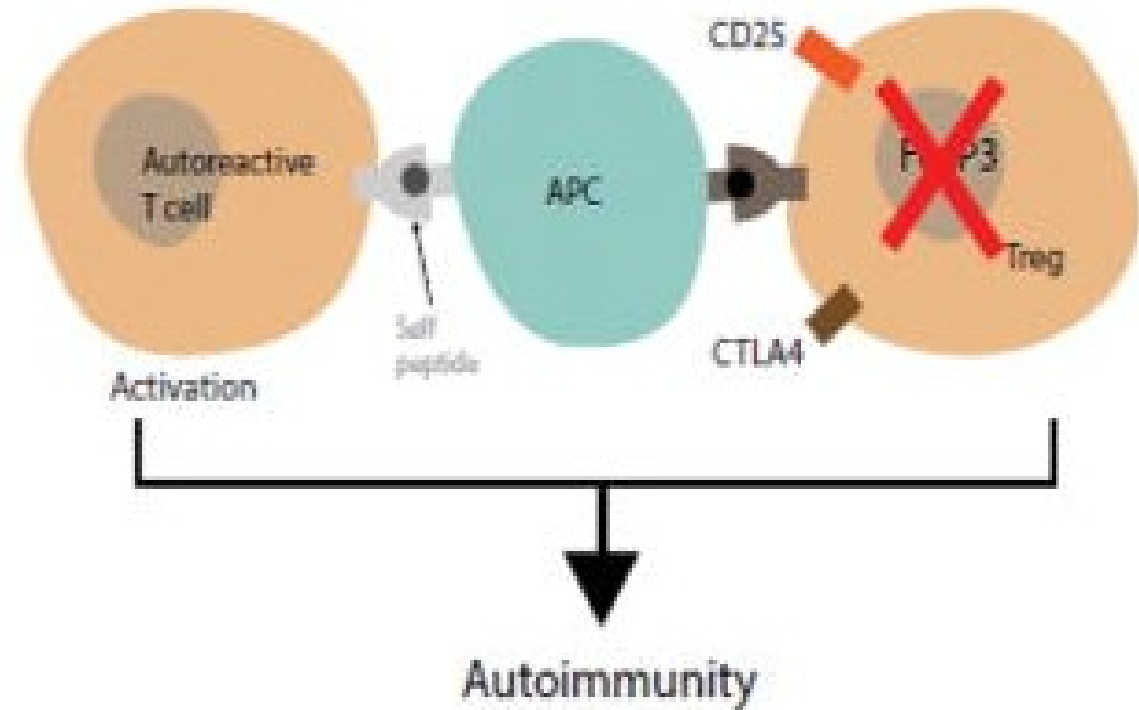 CD25
Autoreactive
T cell
APC
Treg
Self
peptide
CTLA4
Activation
Autoimmunity